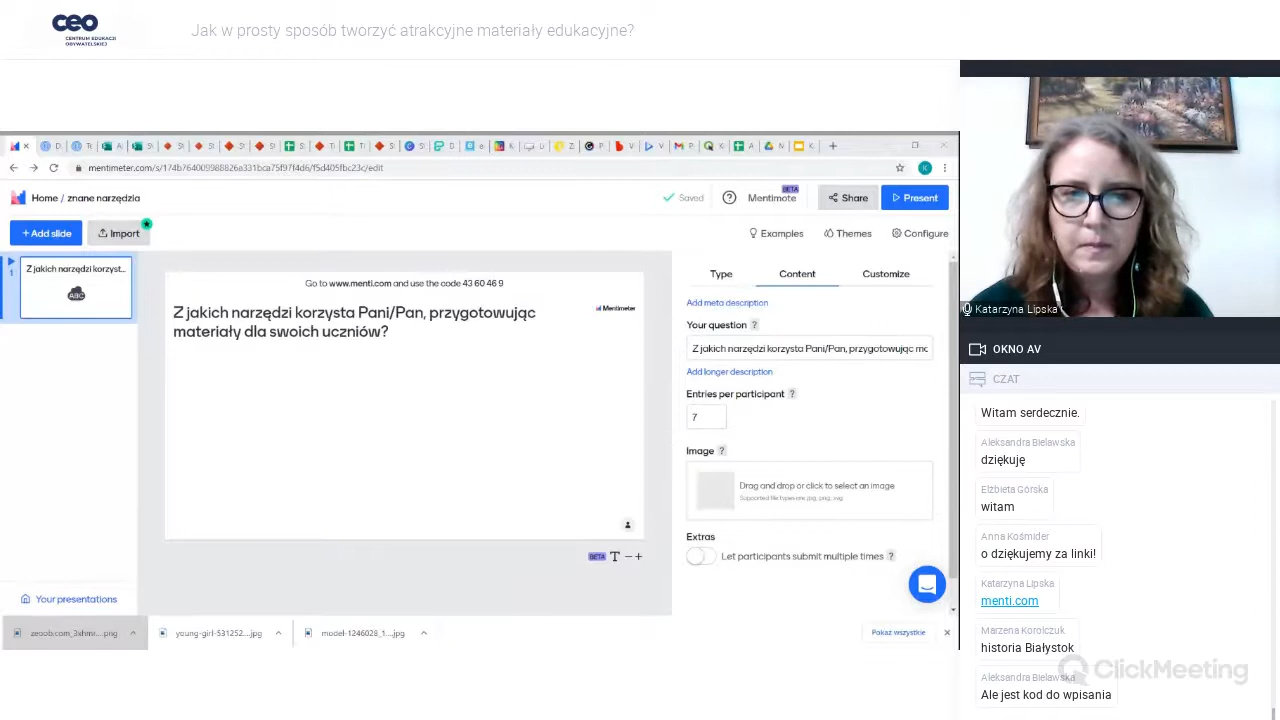 ceo
CENTRUM EDUKACJI
OBYWATELSKIEJ
Jak w prosty sposób tworzyć atrakcyjne materiały edukacyjne?
mentimeter.com/s/174b764009988826a331bca75f97f4d6/f5d405fbc23c/edit
Home / znane narzędzia
Saved
Mentimote
BETA
Share
Present
+ Add slide
Import
Examples
Themes
Configure
1
Z jakich narzędzi korzyst...
ABC
Go to www.menti.com and use the code 43 60 46 9
Z jakich narzędzi korzysta Pani/Pan, przygotowując
materiały dla swoich uczniów?
Mentimeter
BETA
Type
Content
Customize
Add meta description
Your question ?
Z jakich narzędzi korzysta Pani/Pan, przygotowując mc
Add longer description
Entries per participant ?
7
Image ?
Drag and drop or click to select an image
Supported file types are .jpg, .png, .svg
Extras
Let participants submit multiple times ?
Your presentations
zeoob.com_3xhmr....png
young-girl-531252....jpg
model-1246028_1....jpg
Pokaż wszystkie
Katarzyna Lipska
OKNO AV
CZAT
Witam serdecznie.
Aleksandra Bielawska
dziękuję
Elżbieta Górska
witam
Anna Kośmider
o dziękujemy za linki!
Katarzyna Lipska
menti.com
Marzena Korolczuk
historia Białystok
Aleksandra Bielawska
Ale jest kod do wpisania
ClickMeeting